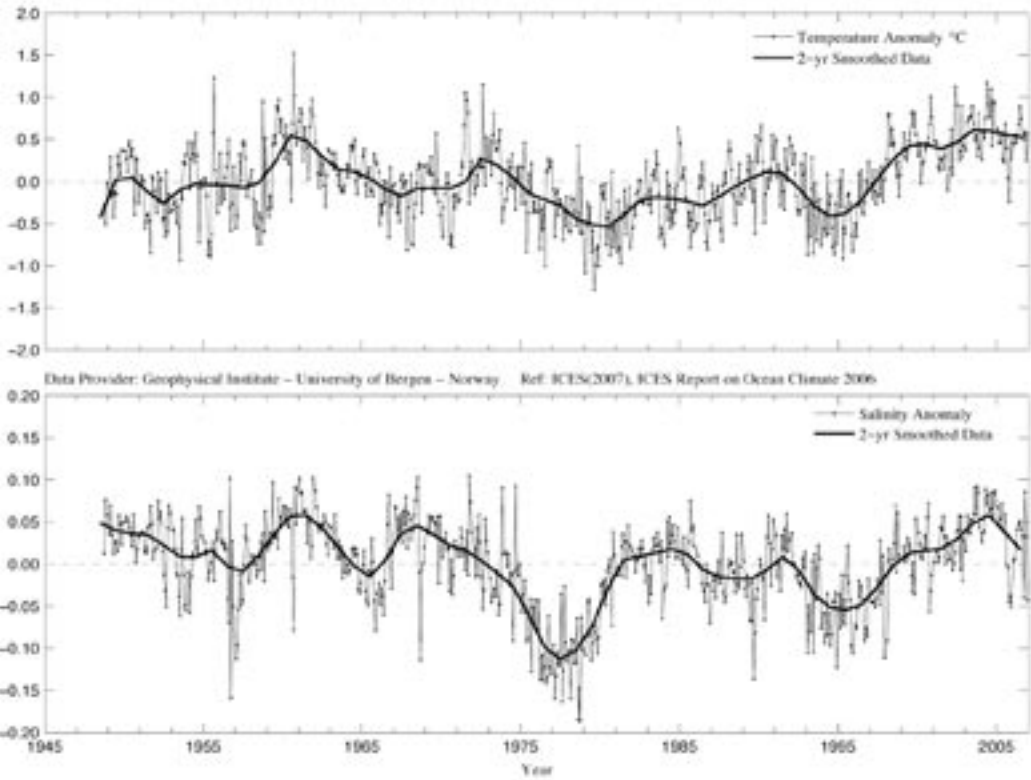 2.0
Temperature Anomaly °C
2-yr Smoothed Data
1.5
1.0
0.5
0.0
-0.5
-1.0
-1.5
-2.0
Data Provider: Geophysical Institute – University of Bergen – Norway Ref: ICES(2007), ICES Report on Ocean Climate 2006
0.20
Salinity Anomaly
2-yr Smoothed Data
0.15
0.10
0.05
0.00
-0.05
-0.10
-0.15
-0.20
1945 1955 1965 1975 1985 1995 2005
Year